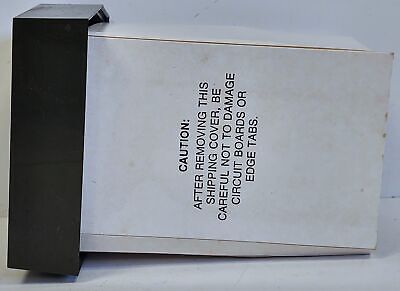 CAUTION:
AFTER REMOVING THIS
SHIPPING COVER, BE
CAREFUL NOT TO DAMAGE
CIRCUIT BOARDS OR
EDGE TABS.